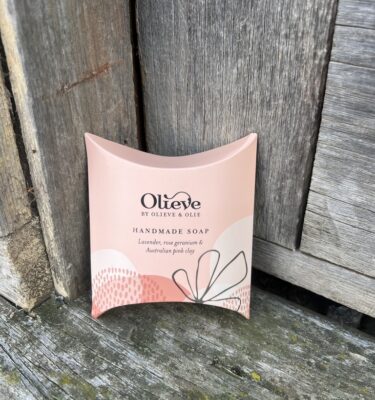 Olieve
BY OLIEVE & OLIE
HANDMADE SOAP
Lavender, rose geranium &
Australian pink clay